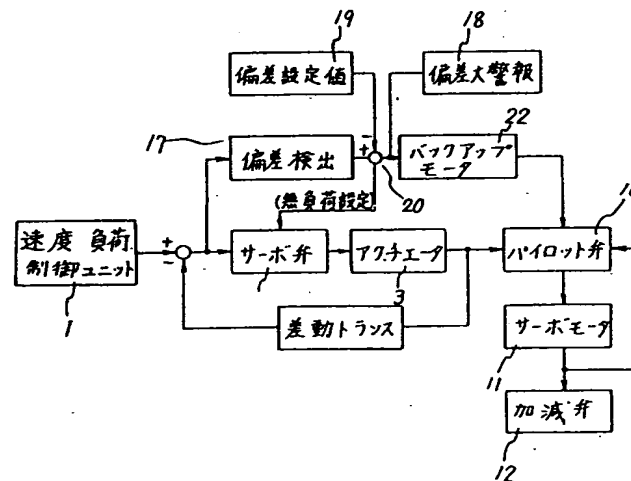 19
18
偏差設定値
偏差大警報
17
22
偏差検出
バックアップ
モータ
-
+
20
(無負荷設定)
速度 負荷
制御ユニット
1
+
-
サーボ弁
アクチエータ
3
パイロット弁
差動トランス
サーボモータ
11
加減弁
12